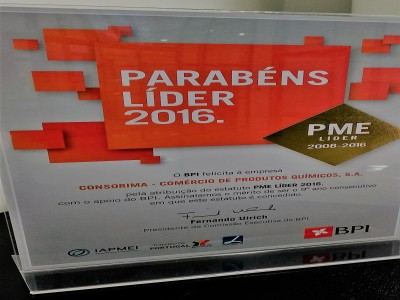 PARABÉNS
LÍDER
2016.
PME
LÍDER
2008-2016
O BPI felicita a empresa
CONSORIMA - COMÉRCIO DE PRODUTOS QUÍMICOS, S.A.
pela atribuição do estatuto PME LÍDER 2016,
com o apoio do BPI. Assinalamos o mérito de ser o 9º ano consecutivo
em que este estatuto é concedido.
Fernando Ulrich
Presidente da Comissão Executiva do BPI
IAPMEI
PORTUGAL
BPI